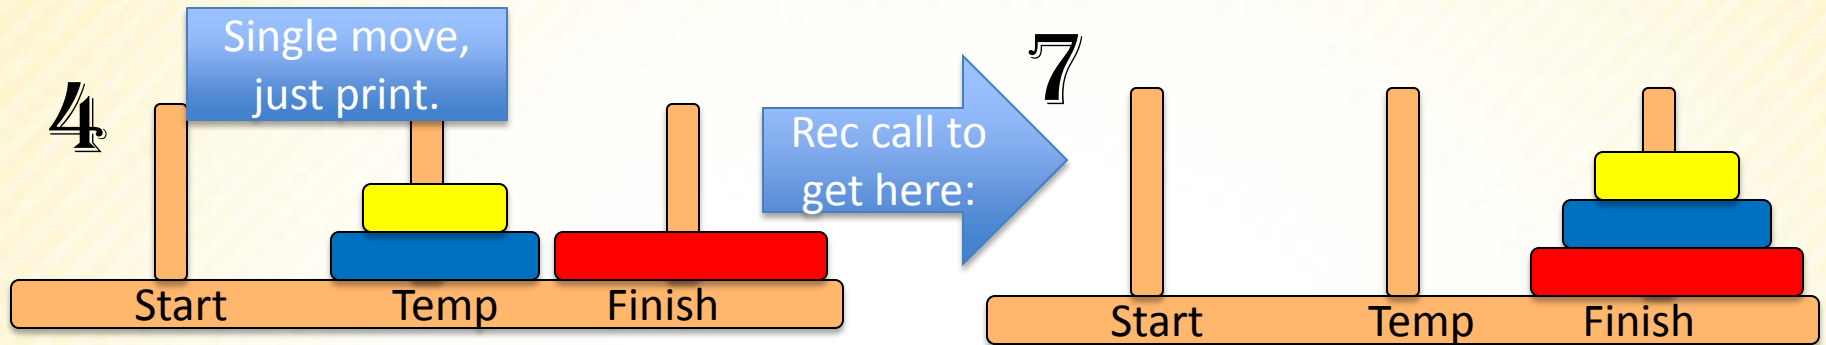 4
Single move,
just print.
Start Temp Finish
Rec call to
get here:
7
Start Temp Finish